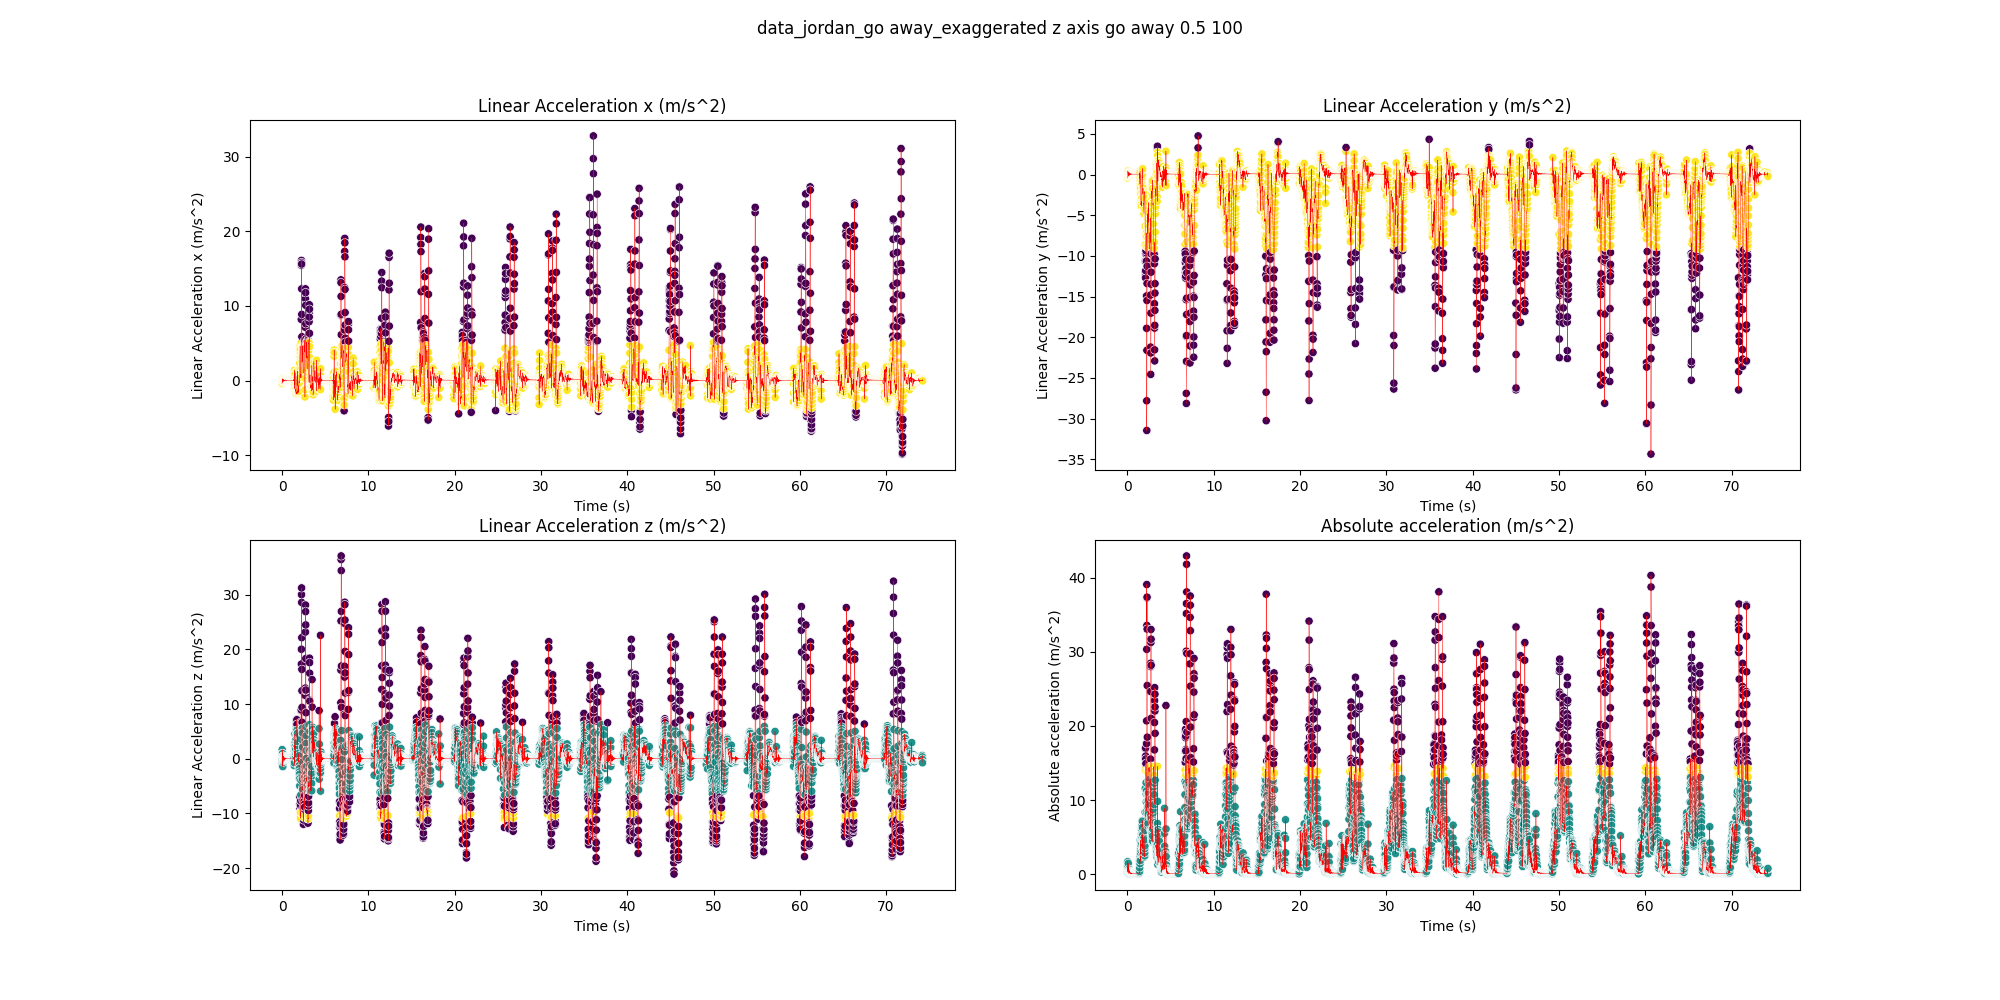 data_jordan_go away_exaggerated z axis go away 0.5 100
Linear Acceleration x (m/s^2)
Linear Acceleration x (m/s^2)
30
20
10
0
−10
0 10 20 30 40 50 60 70
Time (s)
Linear Acceleration y (m/s^2)
Linear Acceleration y (m/s^2)
5
0
−5
−10
−15
−20
−25
−30
−35
0 10 20 30 40 50 60 70
Time (s)
Linear Acceleration z (m/s^2)
Linear Acceleration z (m/s^2)
30
20
10
0
−10
−20
0 10 20 30 40 50 60 70
Time (s)
Absolute acceleration (m/s^2)
Absolute acceleration (m/s^2)
40
30
20
10
0
0 10 20 30 40 50 60 70
Time (s)